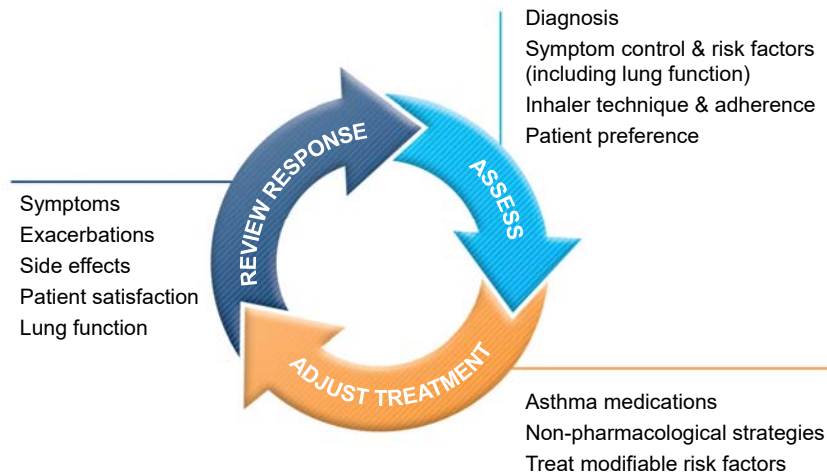 Diagnosis
Symptom control & risk factors
(including lung function)
Inhaler technique & adherence
Patient preference
REVIEW RESPONSE
ASSESS
Symptoms
Exacerbations
Side effects
Patient satisfaction
Lung function
ADJUST TREATMENT
Asthma medications
Non-pharmacological strategies
Treat modifiable risk factors